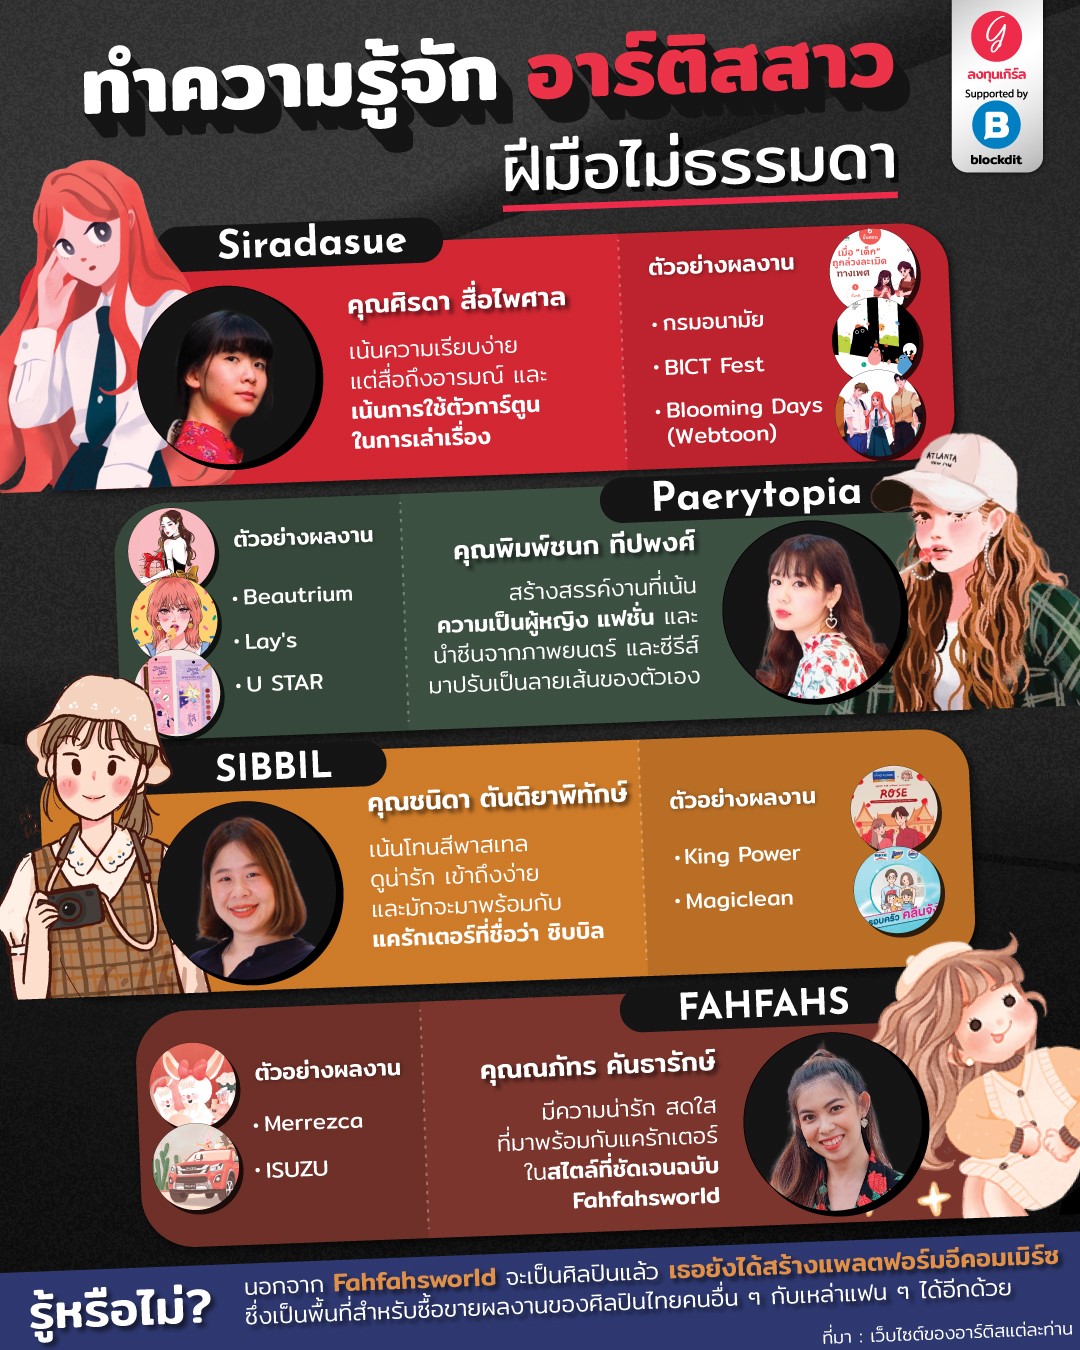 ทำความรู้จัก อาร์ติสสาว
ฝีมือไม่ธรรมดา
ลงทุนเกิร์ล
Supported by
B
blockdit
Siradasue
คุณศิรดา สื่อไพศาล
เน้นความเรียบง่าย
แต่สื่อถึงอารมณ์ และ
เน้นการใช้ตัวการ์ตูน
ในการเล่าเรื่อง
ตัวอย่างผลงาน
• กรมอนามัย
• BICT Fest
• Blooming Days
(Webtoon)
เมื่อ "เด็ก"
ถูกล่วงละเมิด
ทางเพศ
Paerytopia
ATLANTA
คุณพิมพ์ชนก ทีปพงศ์
สร้างสรรค์งานที่เน้น
ความเป็นผู้หญิง แฟชั่น และ
นำซีนจากภาพยนตร์ และซีรีส์
มาปรับเป็นลายเส้นของตัวเอง
ตัวอย่างผลงาน
• Beautrium
• Lay's
• U STAR
SIBBIL
คุณชนิดา ตันติยาพิทักษ์
เน้นโทนสีพาสเทล
ดูน่ารัก เข้าถึงง่าย
และมักจะมาพร้อมกับ
แครักเตอร์ที่ชื่อว่า ซิบบิล
ตัวอย่างผลงาน
• King Power
• Magiclean
ROSE
FAHFAHS
คุณณภัทร คันธารักษ์
มีความน่ารัก สดใส
ที่มาพร้อมกับแครักเตอร์
ในสไตล์ที่ชัดเจนฉบับ
Fahfahsworld
ตัวอย่างผลงาน
• Merrezca
• ISUZU
รู้หรือไม่?
นอกจาก Fahfahsworld จะเป็นศิลปินแล้ว เธอยังได้สร้างแพลตฟอร์มอีคอมเมิร์ซ
ซึ่งเป็นพื้นที่สำหรับซื้อขายผลงานของศิลปินไทยคนอื่น ๆ กับเหล่าแฟน ๆ ได้อีกด้วย
ที่มา : เว็บไซต์ของอาร์ติสแต่ละท่าน